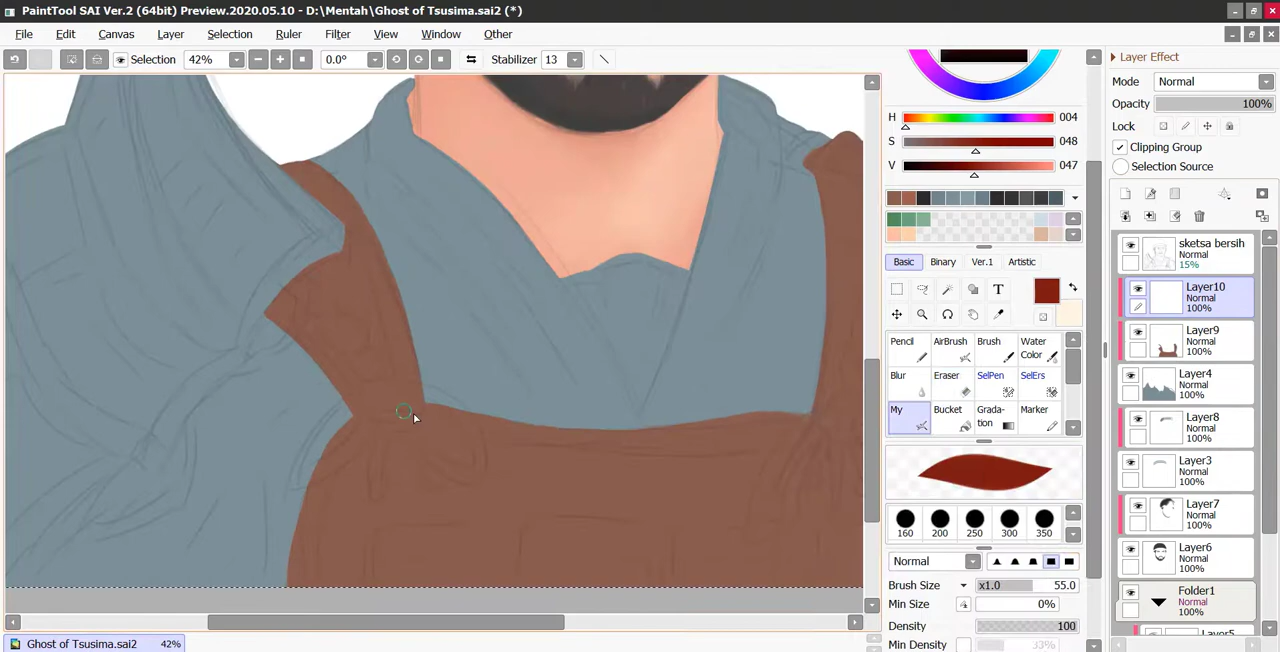 PaintTool SAI Ver.2 (64bit) Preview.2020.05.10 - D:\Mentah\Ghost of Tsusima.sai2 (*)
File Edit Canvas Layer Selection Ruler Filter View Window Other
Selection 42% 0.0° Stabilizer 13
H 004
S 048
V 047
Basic Binary Ver.1 Artistic
T
Pencil AirBrush Brush Water Color
Blur Eraser SelPen SelErs
My Bucket Grada-tion Marker
160 200 250 300 350
Normal
Brush Size x1.0 55.0
Min Size 0%
Density 100
Min Density 33%
Layer Effect
Mode Normal
Opacity 100%
Lock
Clipping Group
Selection Source
sketsa bersih
Normal
15%
Layer10
Normal
100%
Layer9
Normal
100%
Layer4
Normal
100%
Layer8
Normal
100%
Layer3
Normal
100%
Layer7
Normal
100%
Layer6
Normal
100%
Folder1
Normal
100%
Layer5
Ghost of Tsusima.sai2 42%